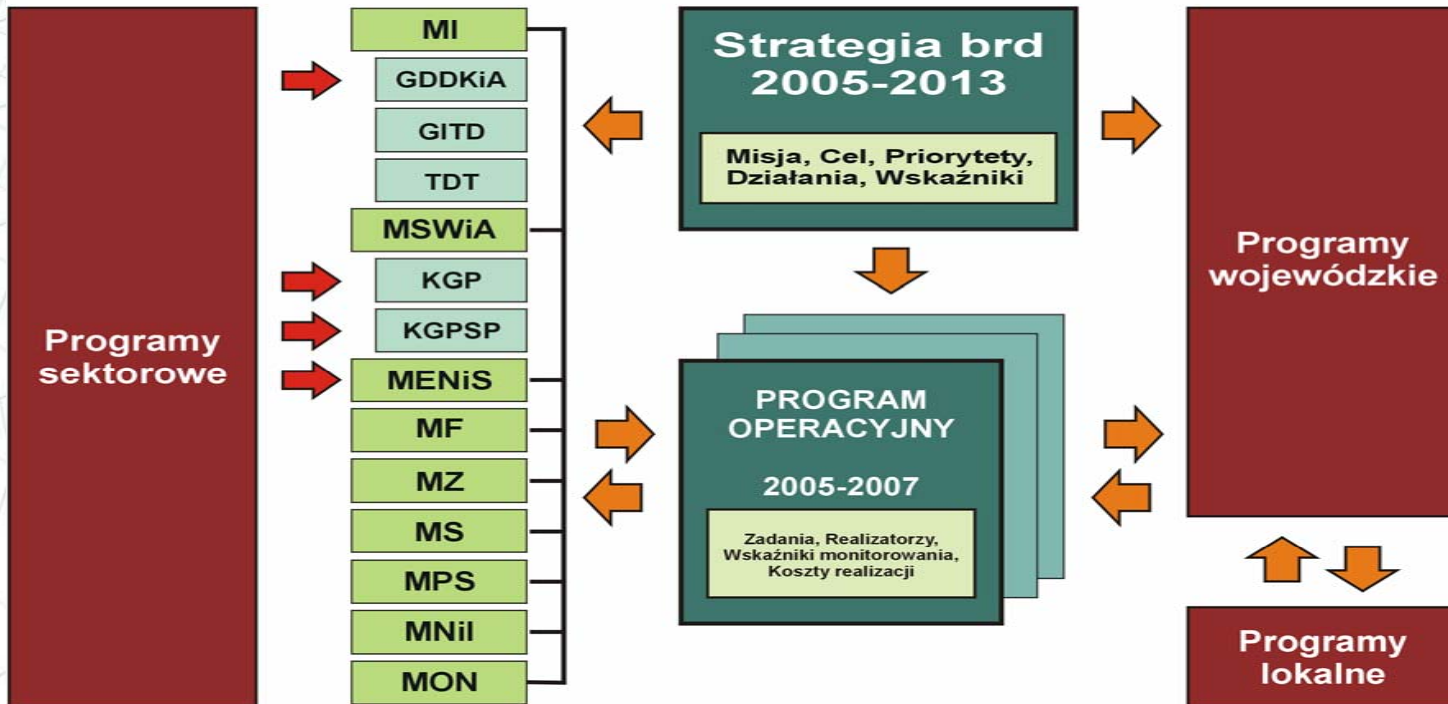 Programy
sektorowe
MI
GDDKiA
GITD
TDT
MSWiA
KGP
KGPSP
MENiS
MF
MZ
MS
MPS
MNiI
MON
Strategia brd
2005-2013
Misja, Cel, Priorytety,
Działania, Wskaźniki
PROGRAM
OPERACYJNY
2005-2007
Zadania, Realizatorzy,
Wskaźniki monitorowania,
Koszty realizacji
Programy
wojewódzkie
Programy
lokalne